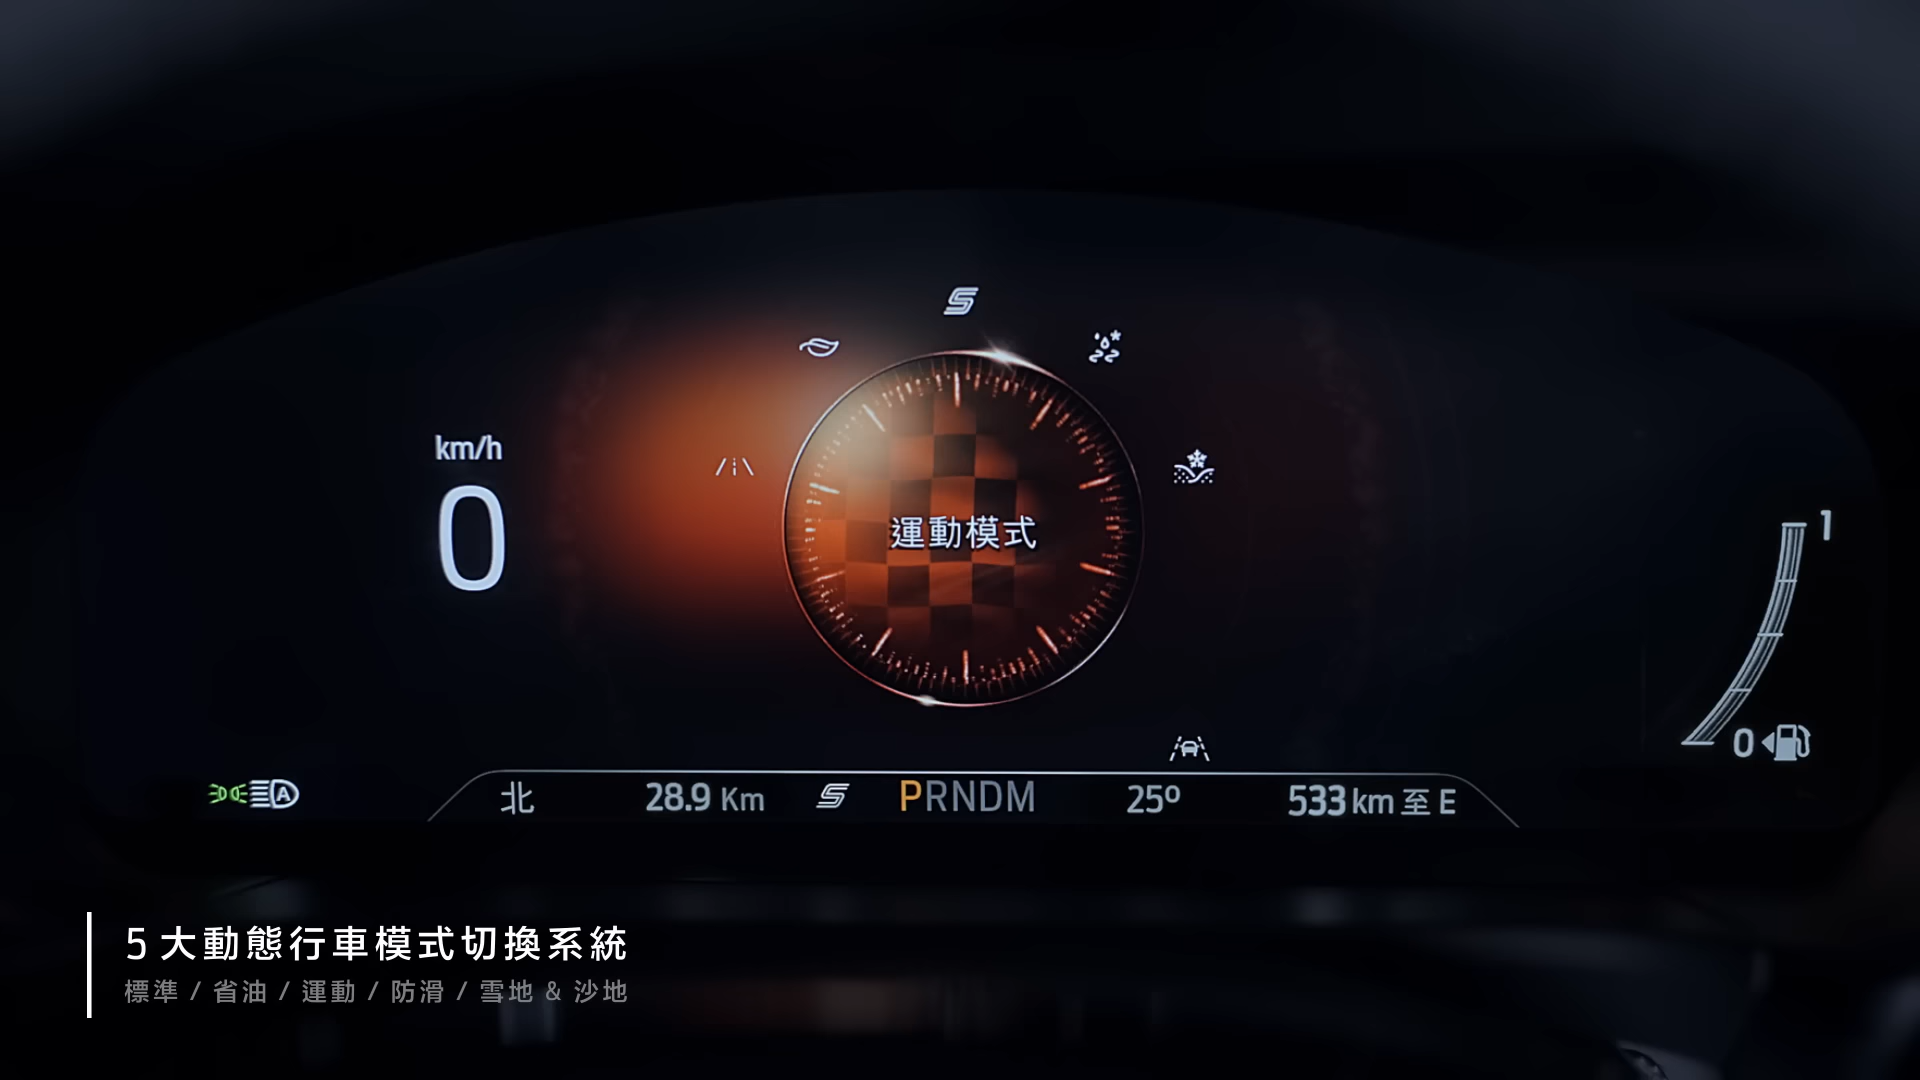 km/h
0
運動模式
1
0
A
北 28.9 Km S PRNDM 25º 533 km 至 E
5 大動態行車模式切換系統
標準 / 省油 / 運動 / 防滑 / 雪地 & 沙地